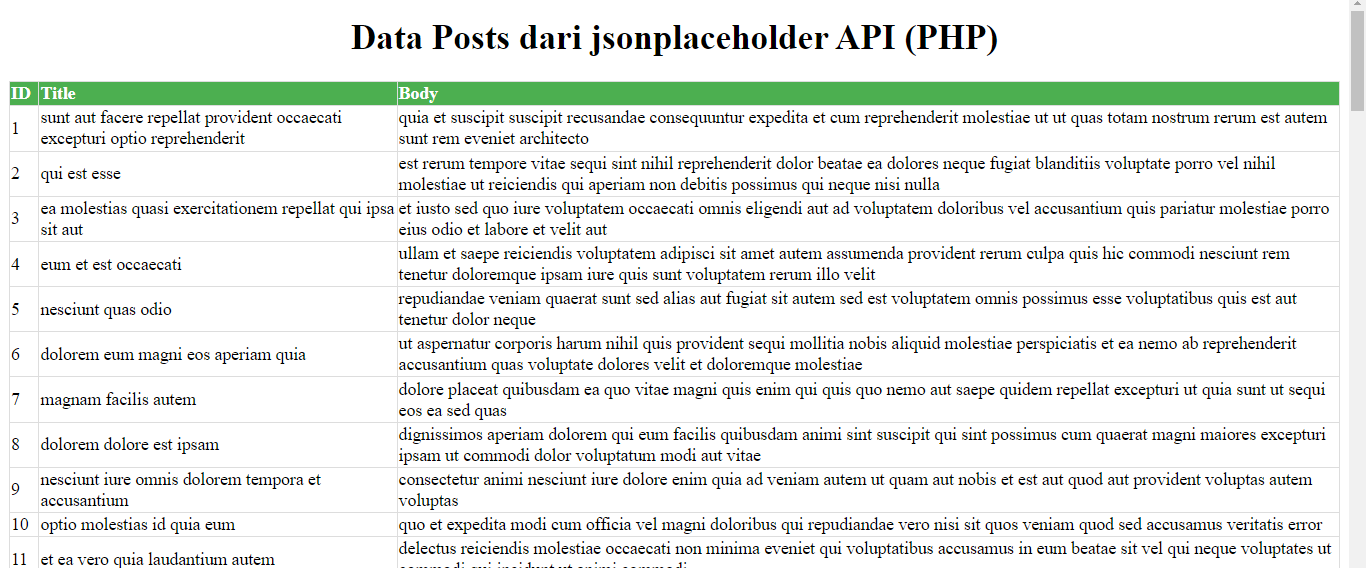 Data Posts dari jsonplaceholder API (PHP)
ID Title Body
1 sunt aut facere repellat provident occaecati excepturi optio reprehenderit quia et suscipit suscipit recusandae consequuntur expedita et cum reprehenderit molestiae ut ut quas totam nostrum rerum est autem sunt rem eveniet architecto
2 qui est esse est rerum tempore vitae sequi sint nihil reprehenderit dolor beatae ea dolores neque fugiat blanditiis voluptate porro vel nihil molestiae ut reiciendis qui aperiam non debitis possimus qui neque nisi nulla
3 ea molestias quasi exercitationem repellat qui ipsa sit aut et iusto sed quo iure voluptatem occaecati omnis eligendi aut ad voluptatem doloribus vel accusantium quis pariatur molestiae porro eius odio et labore et velit aut
4 eum et est occaecati ullam et saepe reiciendis voluptatem adipisci sit amet autem assumenda provident rerum culpa quis hic commodi nesciunt rem tenetur doloremque ipsam iure quis sunt voluptatem rerum illo velit
5 nesciunt quas odio repudiandae veniam quaerat sunt sed alias aut fugiat sit autem sed est voluptatem omnis possimus esse voluptatibus quis est aut tenetur dolor neque
6 dolorem eum magni eos aperiam quia ut aspernatur corporis harum nihil quis provident sequi mollitia nobis aliquid molestiae perspiciatis et ea nemo ab reprehenderit accusantium quas voluptate dolores velit et doloremque molestiae
7 magnam facilis autem dolore placeat quibusdam ea quo vitae magni quis enim qui quis quo nemo aut saepe quidem repellat excepturi ut quia sunt ut sequi eos ea sed quas
8 dolorem dolore est ipsam dignissimos aperiam dolorem qui eum facilis quibusdam animi sint suscipit qui sint possimus cum quaerat magni maiores excepturi ipsam ut commodi dolor voluptatum modi aut vitae
9 nesciunt iure omnis dolorem tempora et accusantium consectetur animi nesciunt iure dolore enim quia ad veniam autem ut quam aut nobis et est aut quod aut provident voluptas autem voluptas
10 optio molestias id quia eum quo et expedita modi cum officia vel magni doloribus qui repudiandae vero nisi sit quos veniam quod sed accusamus veritatis error
11 et ea vero quia laudantium autem delectus reiciendis molestiae occaecati non minima eveniet qui voluptatibus accusamus in eum beatae sit vel qui neque voluptates ut